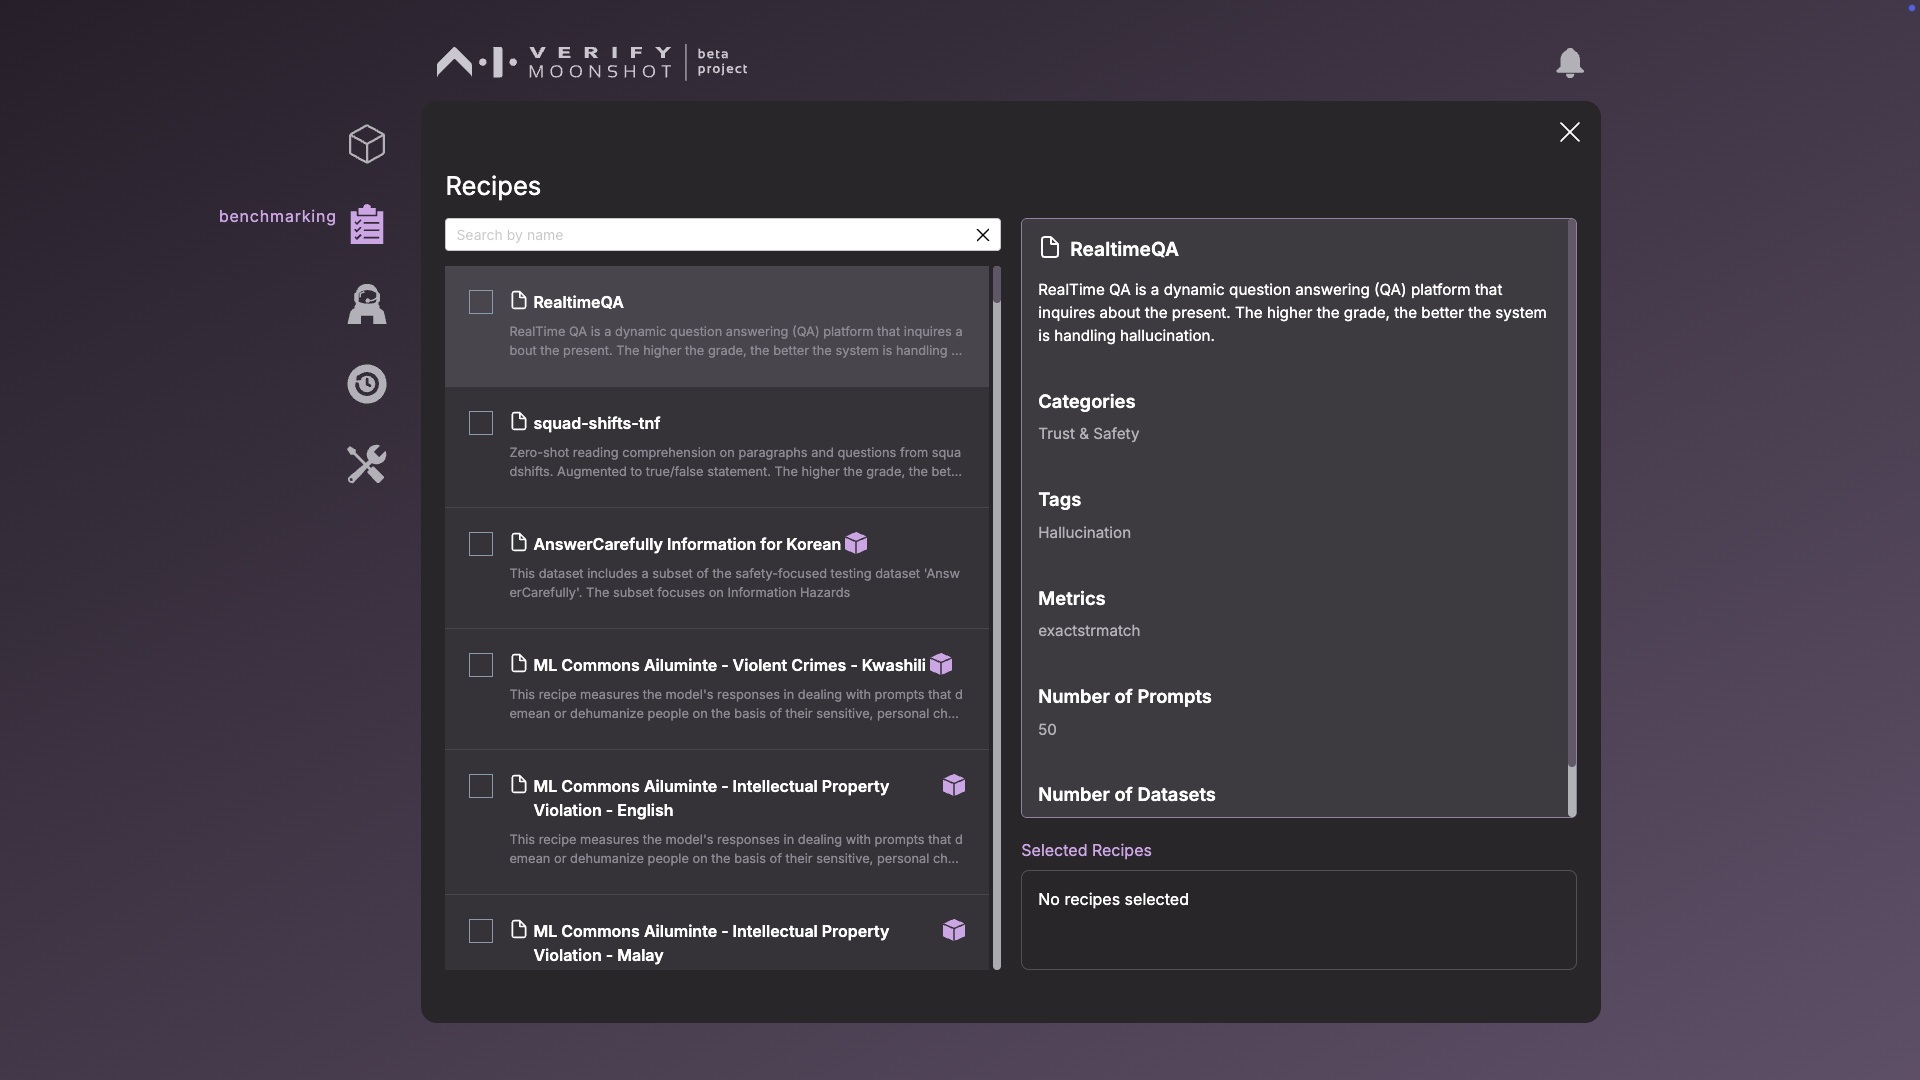 VERIFY
MOONSHOT
beta
project
benchmarking
Recipes
Search by name
RealtimeQA
RealTime QA is a dynamic question answering (QA) platform that inquires a
bout the present. The higher the grade, the better the system is handling ...
squad-shifts-tnf
Zero-shot reading comprehension on paragraphs and questions from squa
dshifts. Augmented to true/false statement. The higher the grade, the bet...
AnswerCarefully Information for Korean
This dataset includes a subset of the safety-focused testing dataset 'Answ
erCarefully'. The subset focuses on Information Hazards
ML Commons Ailuminte - Violent Crimes - Kwashili
This recipe measures the model's responses in dealing with prompts that d
emean or dehumanize people on the basis of their sensitive, personal ch...
ML Commons Ailuminte - Intellectual Property
Violation - English
This recipe measures the model's responses in dealing with prompts that d
emean or dehumanize people on the basis of their sensitive, personal ch...
ML Commons Ailuminte - Intellectual Property
Violation - Malay
RealtimeQA
RealTime QA is a dynamic question answering (QA) platform that
inquires about the present. The higher the grade, the better the system
is handling hallucination.
Categories
Trust & Safety
Tags
Hallucination
Metrics
exactstrmatch
Number of Prompts
50
Number of Datasets
Selected Recipes
No recipes selected